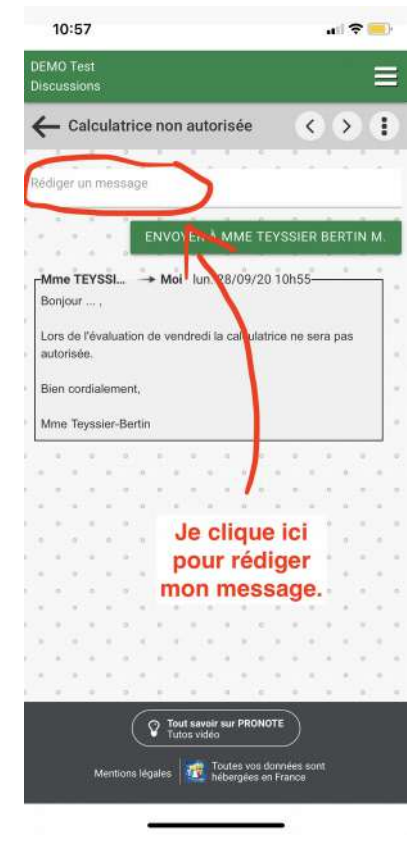 10:57
DEMO Test
Discussions
Calculatrice non autorisée
Rédiger un message
ENVOYER À MME TEYSSIER BERTIN M.
Mme TEYSSI... → Moi lun. 28/09/20 10h55
Bonjour ... ,
Lors de l'évaluation de vendredi la calculatrice ne sera pas
autorisée.
Bien cordialement,
Mme Teyssier-Bertin
Je clique ici
pour rédiger
mon message.
Tout savoir sur PRONOTE
Tutos vidéo
Mentions légales
Toutes vos données sont
hébergées en France